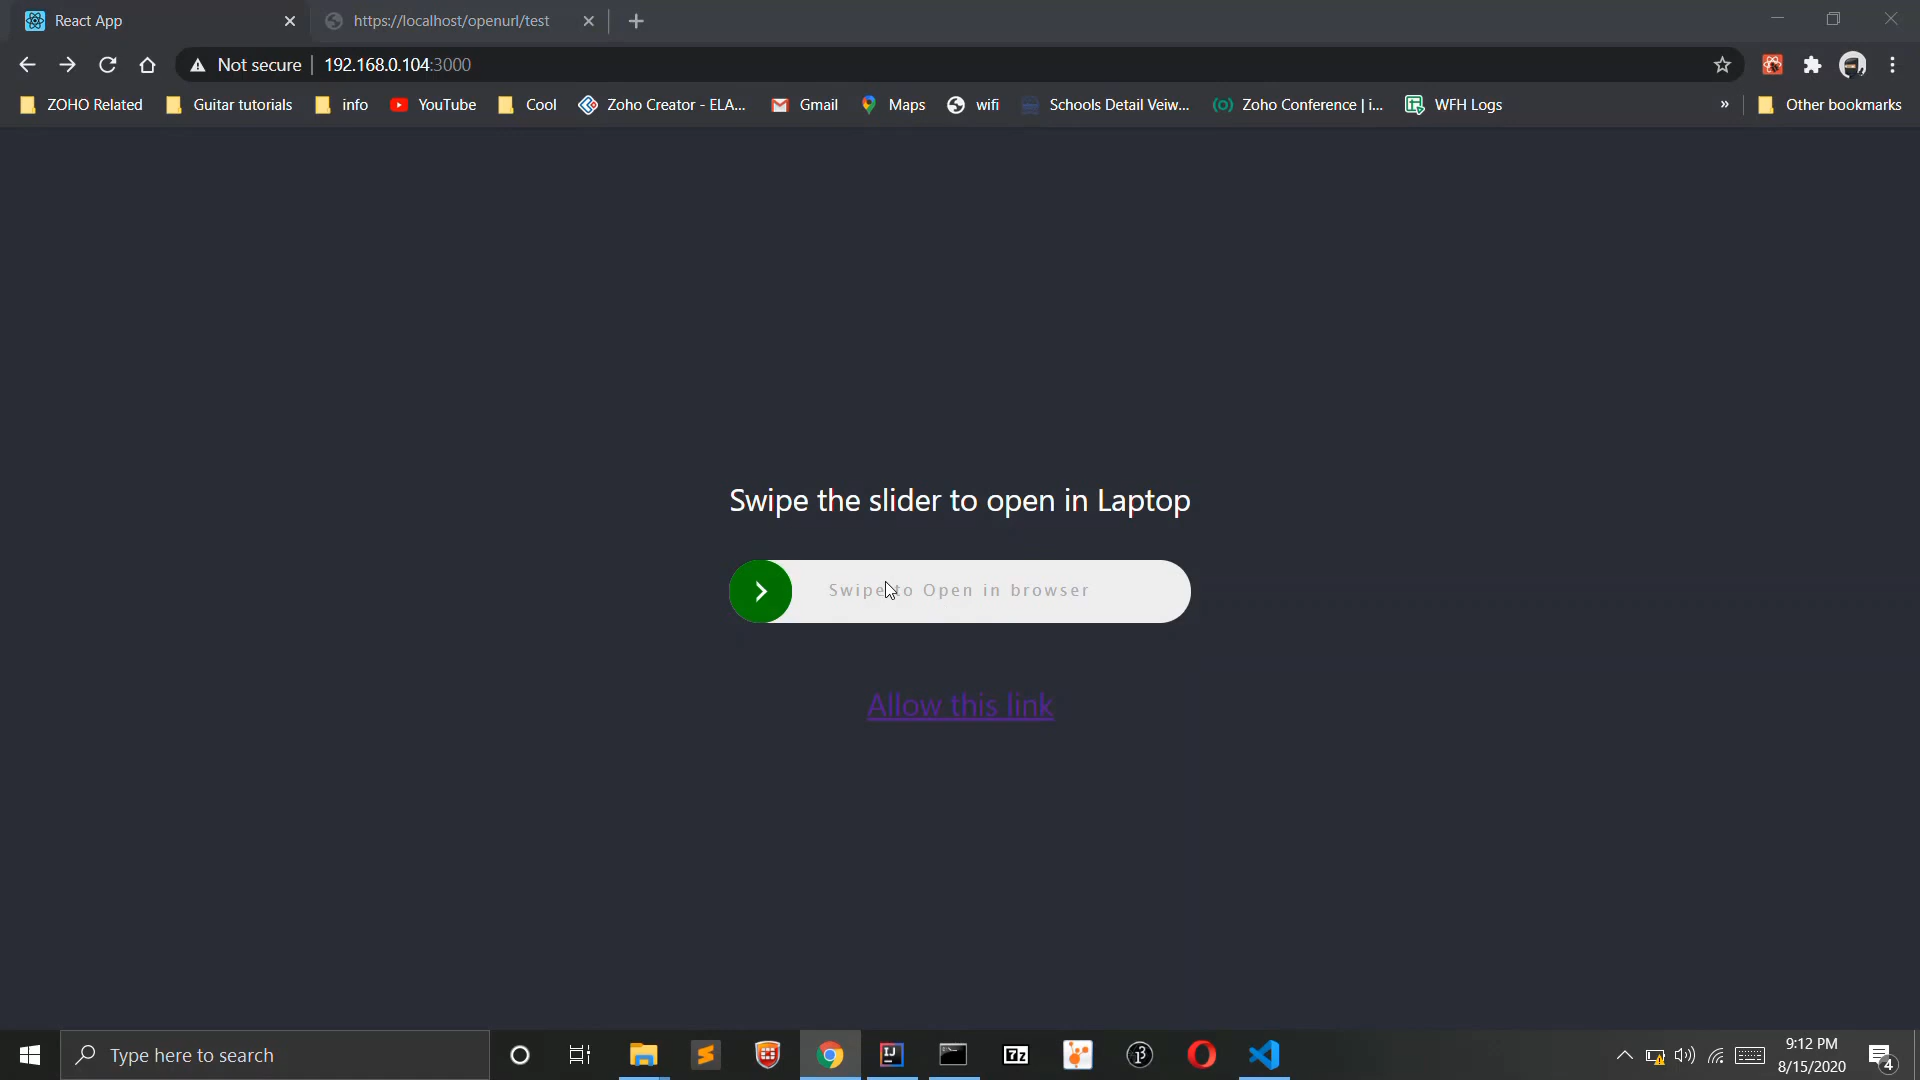 React App
https://localhost/openurl/test
Not secure
192.168.0.104:3000
ZOHO Related
Guitar tutorials
info
YouTube
Cool
Zoho Creator - ELA...
Gmail
Maps
wifi
Schools Detail Veiw...
Zoho Conference | i...
WFH Logs
»
Other bookmarks
Swipe the slider to open in Laptop
Swipe to Open in browser
Allow this link
Type here to search
7z
IJ
9:12 PM
8/15/2020
4